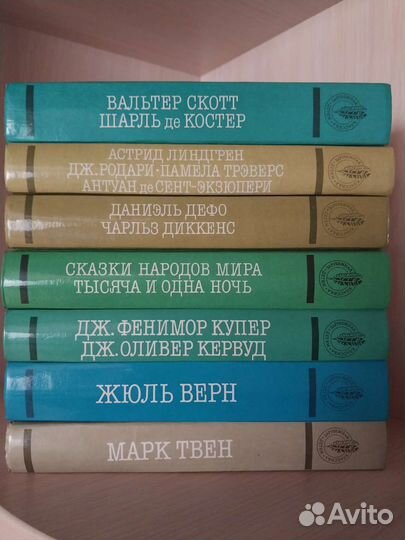 ВАЛЬТЕР СКОТТ
ШАРЛЬ де КОСТЕР
АСТРИД ЛИНДГРЕН
ДЖ. РОДАРИ · ПАМЕЛА ТРЭВЕРС
АНТУАН де СЕНТ-ЭКЗЮПЕРИ
ДАНИЭЛЬ ДЕФО
ЧАРЛЬЗ ДИККЕНС
СКАЗКИ НАРОДОВ МИРА
ТЫСЯЧА И ОДНА НОЧЬ
ДЖ. ФЕНИМОР КУПЕР
ДЖ. ОЛИВЕР КЕРВУД
ЖЮЛЬ ВЕРН
МАРК ТВЕН
Avito